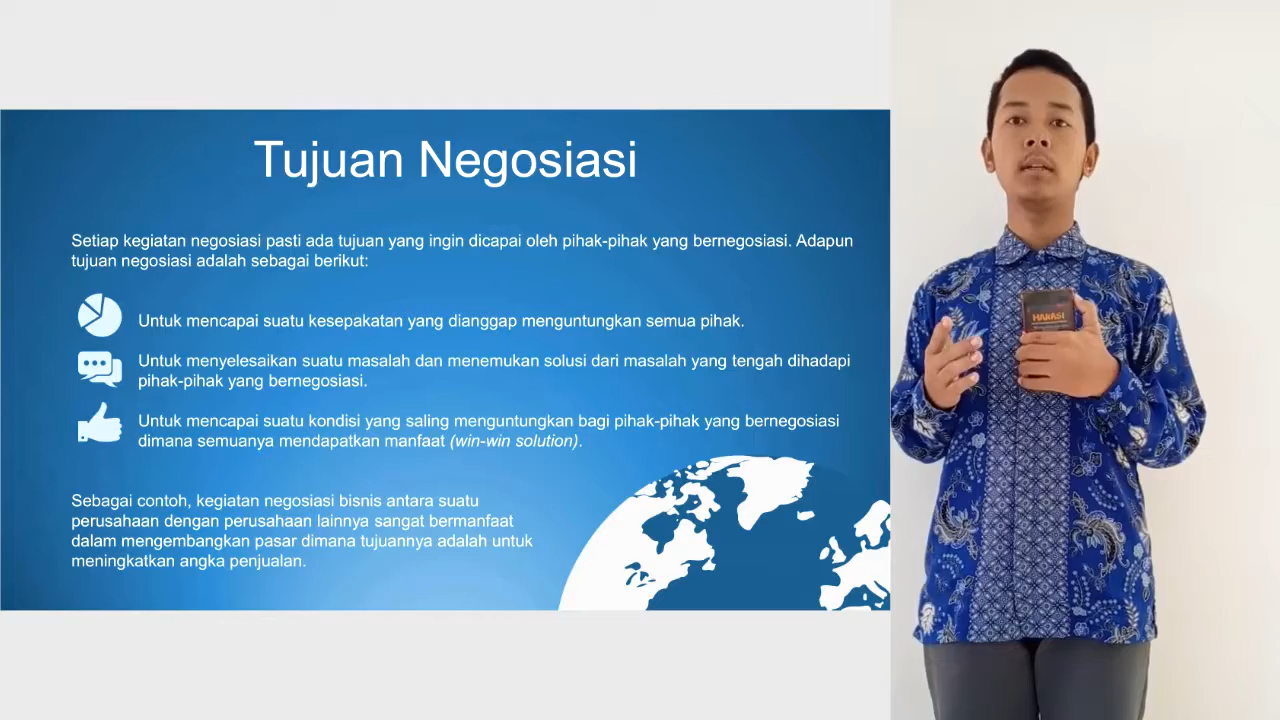 Tujuan Negosiasi
Setiap kegiatan negosiasi pasti ada tujuan yang ingin dicapai oleh pihak-pihak yang bernegosiasi. Adapun
tujuan negosiasi adalah sebagai berikut:
Untuk mencapai suatu kesepakatan yang dianggap menguntungkan semua pihak.
Untuk menyelesaikan suatu masalah dan menemukan solusi dari masalah yang tengah dihadapi
pihak-pihak yang bernegosiasi.
Untuk mencapai suatu kondisi yang saling menguntungkan bagi pihak-pihak yang bernegosiasi
dimana semuanya mendapatkan manfaat (win-win solution).
Sebagai contoh, kegiatan negosiasi bisnis antara suatu
perusahaan dengan perusahaan lainnya sangat bermanfaat
dalam mengembangkan pasar dimana tujuannya adalah untuk
meningkatkan angka penjualan.